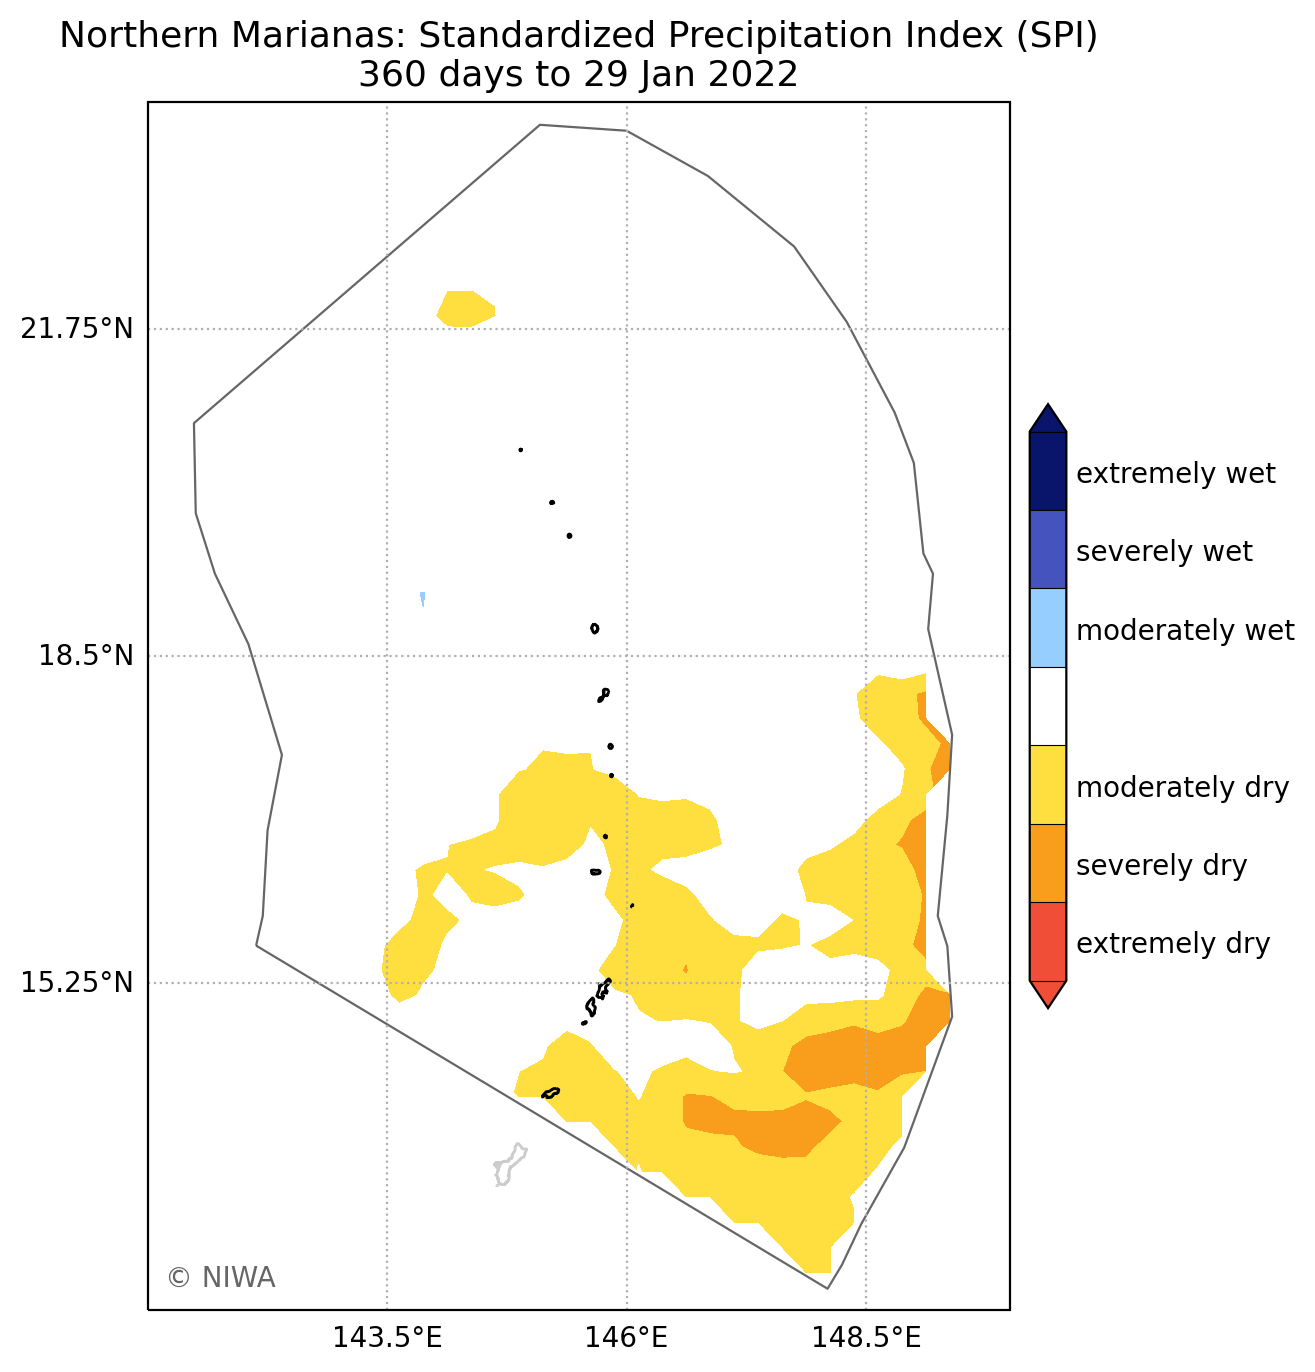 Northern Marianas: Standardized Precipitation Index (SPI)
360 days to 29 Jan 2022
21.75°N
18.5°N
15.25°N
143.5°E
146°E
148.5°E
extremely wet
severely wet
moderately wet
moderately dry
severely dry
extremely dry
© NIWA